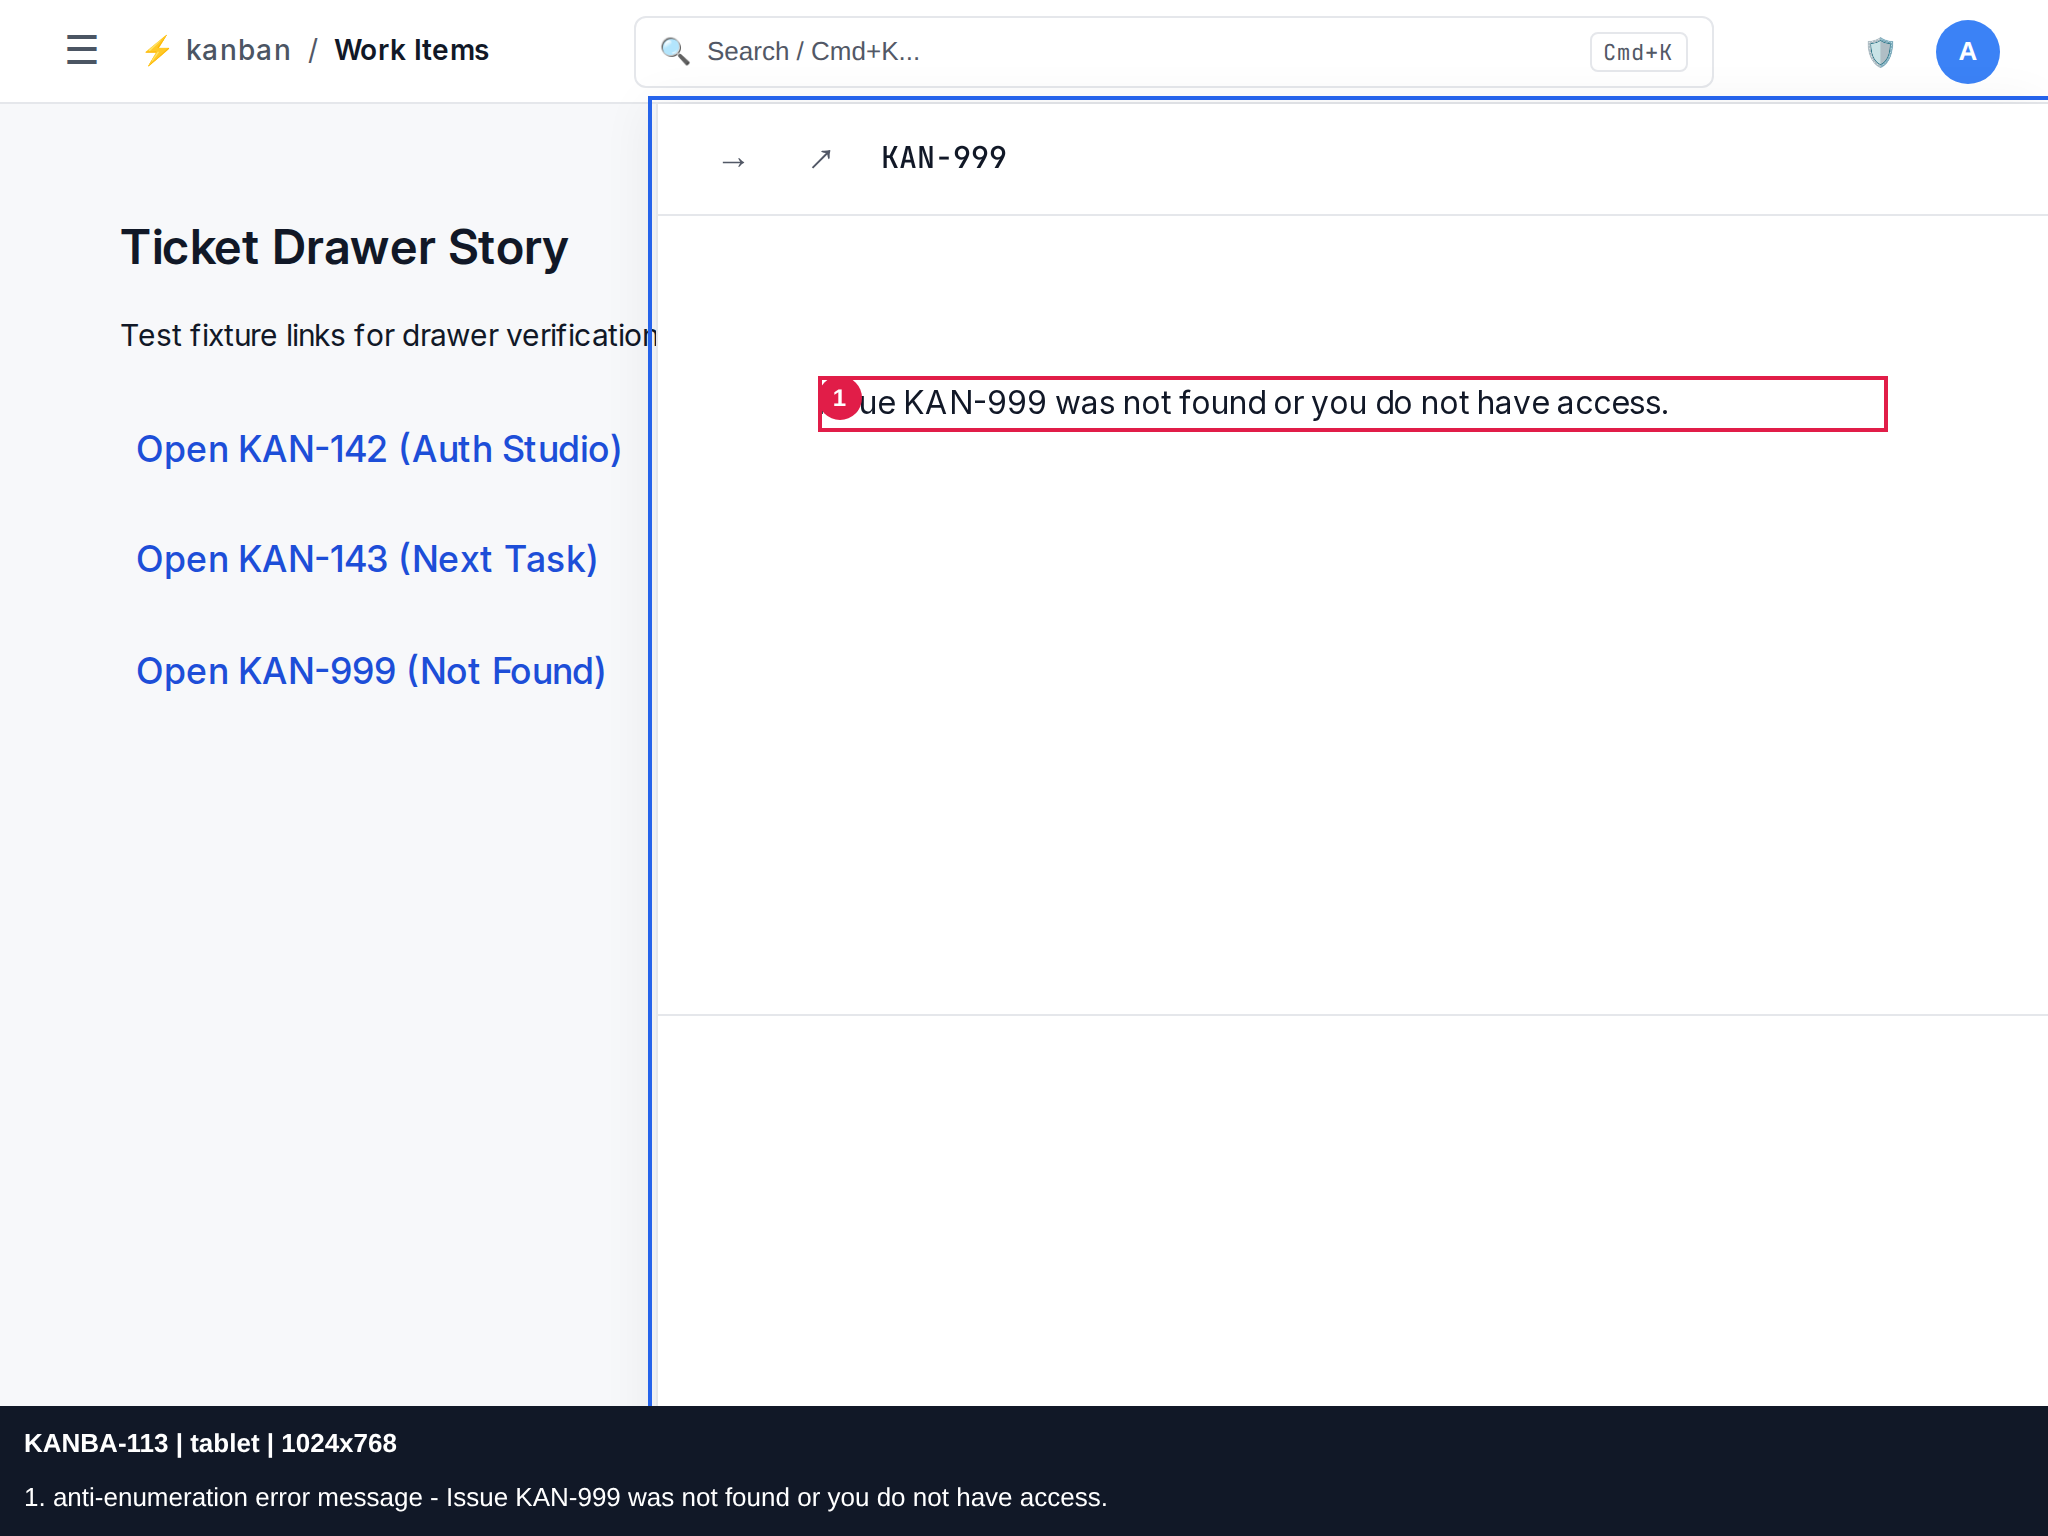 kanban / Work Items
Search / Cmd+K...
Cmd+K
A
KAN-999
Ticket Drawer Story
Test fixture links for drawer verification
Open KAN-142 (Auth Studio)
Open KAN-143 (Next Task)
Open KAN-999 (Not Found)
1
ue KAN-999 was not found or you do not have access.
KANBA-113 | tablet | 1024x768
1. anti-enumeration error message - Issue KAN-999 was not found or you do not have access.